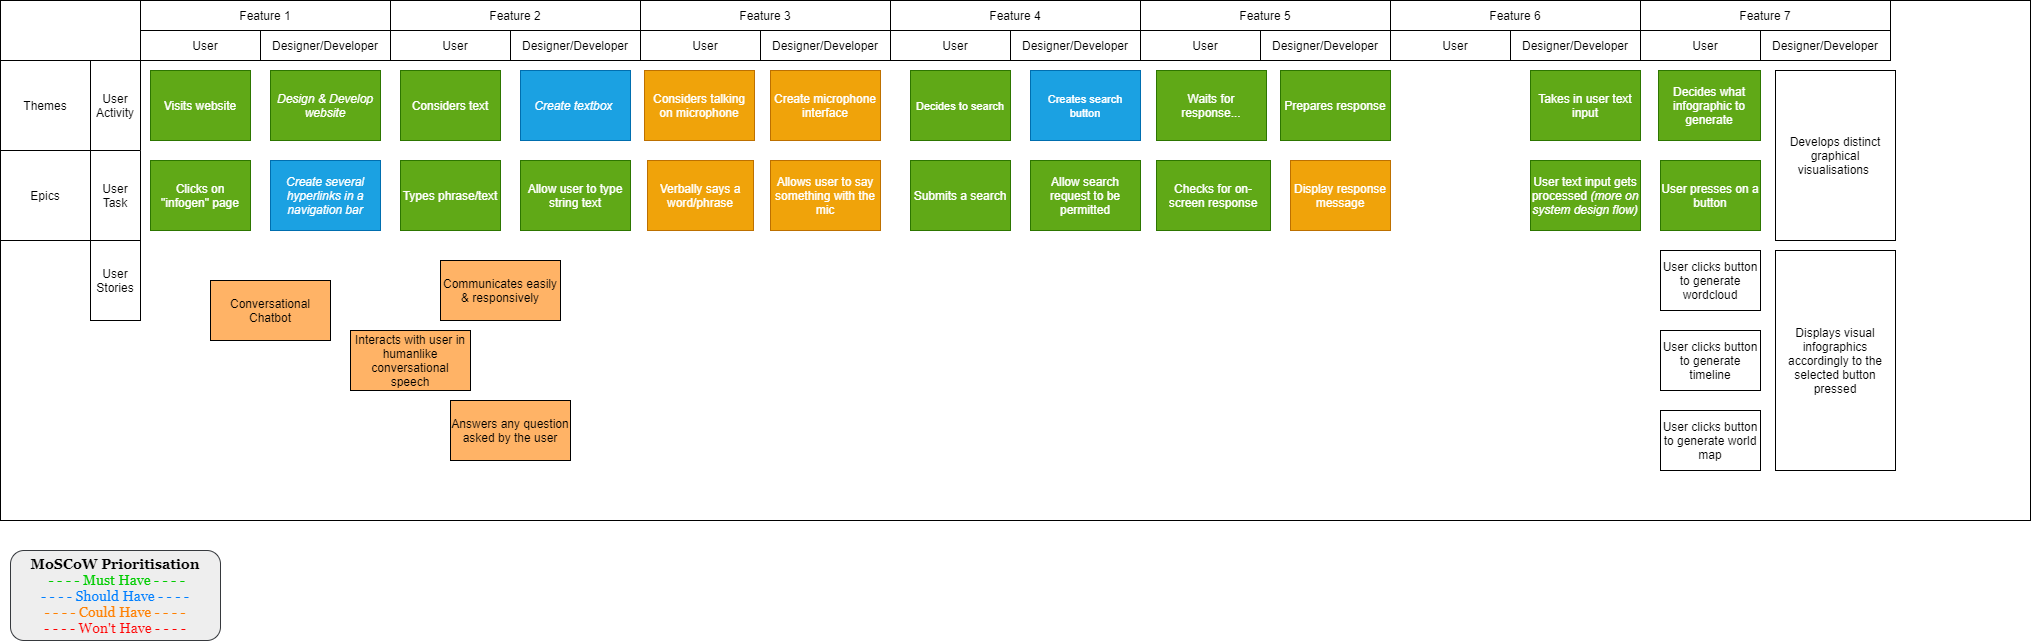 Feature 1
Feature 2
Feature 3
Feature 4
Feature 5
Feature 6
Feature 7
User
Designer/Developer
User
Designer/Developer
User
Designer/Developer
User
Designer/Developer
User
Designer/Developer
User
Designer/Developer
User
Designer/Developer
Themes
User
Activity
Visits website
Design & Develop
website
Considers text
Create textbox
Considers talking
on microphone
Create microphone
interface
Decides to search
Creates search
button
Waits for
response...
Prepares response
Takes in user text
input
Decides what
infographic to
generate
Develops distinct
graphical
visualisations
Epics
User
Task
Clicks on
"infogen" page
Create several
hyperlinks in a
navigation bar
Types phrase/text
Allow user to type
string text
Verbally says a
word/phrase
Allows user to say
something with the
mic
Submits a search
Allow search
request to be
permitted
Checks for on-
screen response
Display response
message
User text input gets
processed (more on
system design flow)
User presses on a
button
User
Stories
Conversational
Chatbot
Communicates easily
& responsively
Interacts with user in
humanlike
conversational
speech
Answers any question
asked by the user
User clicks button
to generate
wordcloud
User clicks button
to generate
timeline
User clicks button
to generate world
map
Displays visual
infographics
accordingly to the
selected button
pressed
MoSCoW Prioritisation
- - - - Must Have - - - -
- - - - Should Have - - - -
- - - - Could Have - - - -
- - - - Won't Have - - - -